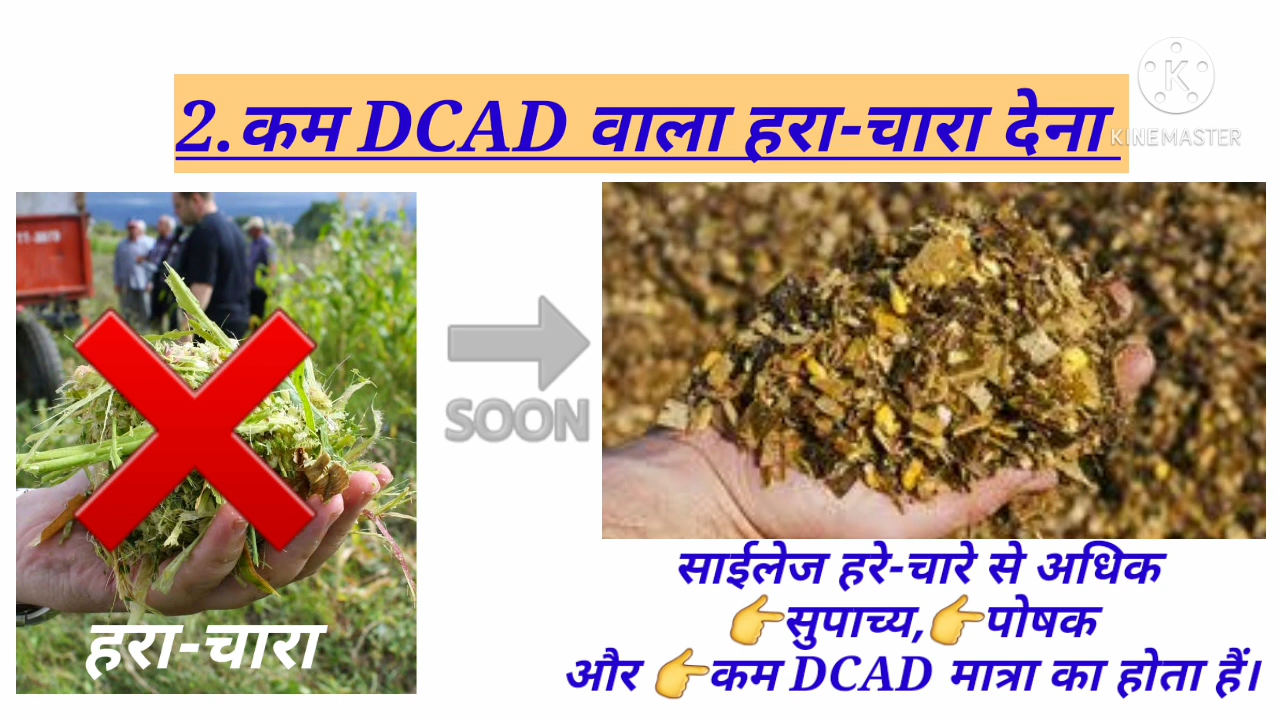 2.कम DCAD वाला हरा-चारा देना
KINEMASTER
SOON
हरा-चारा
साईलेज हरे-चारे से अधिक
👉सुपाच्य,👉पोषक
और 👉कम DCAD मात्रा का होता हैं।